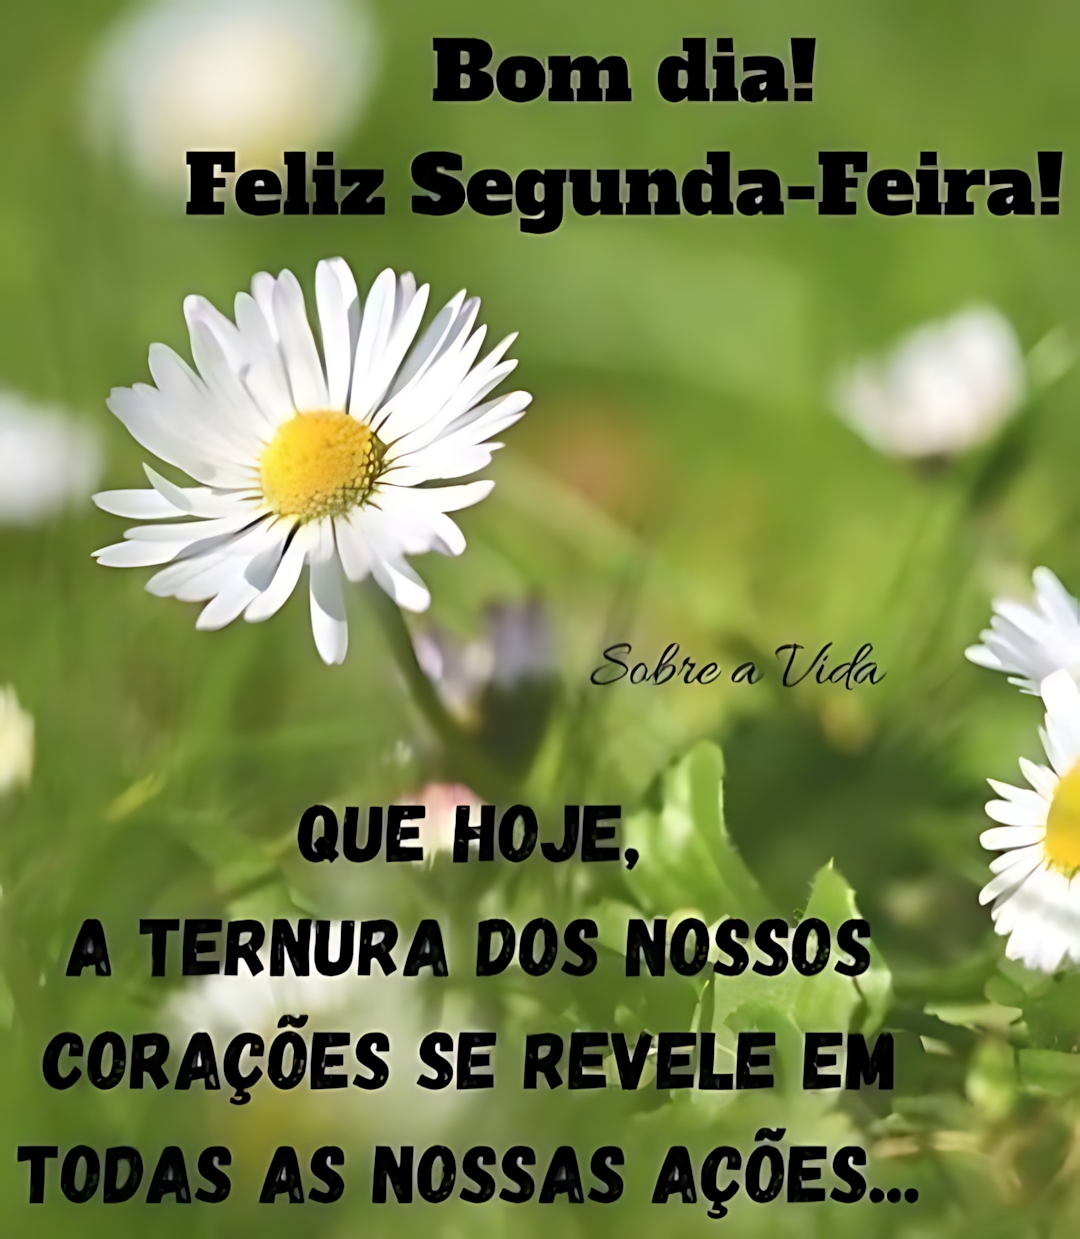 Bom dia!
Feliz Segunda-Feira!
Sobre a Vida
QUE HOJE,
A TERNURA DOS NOSSOS
CORAÇÕES SE REVELE EM
TODAS AS NOSSAS AÇÕES...